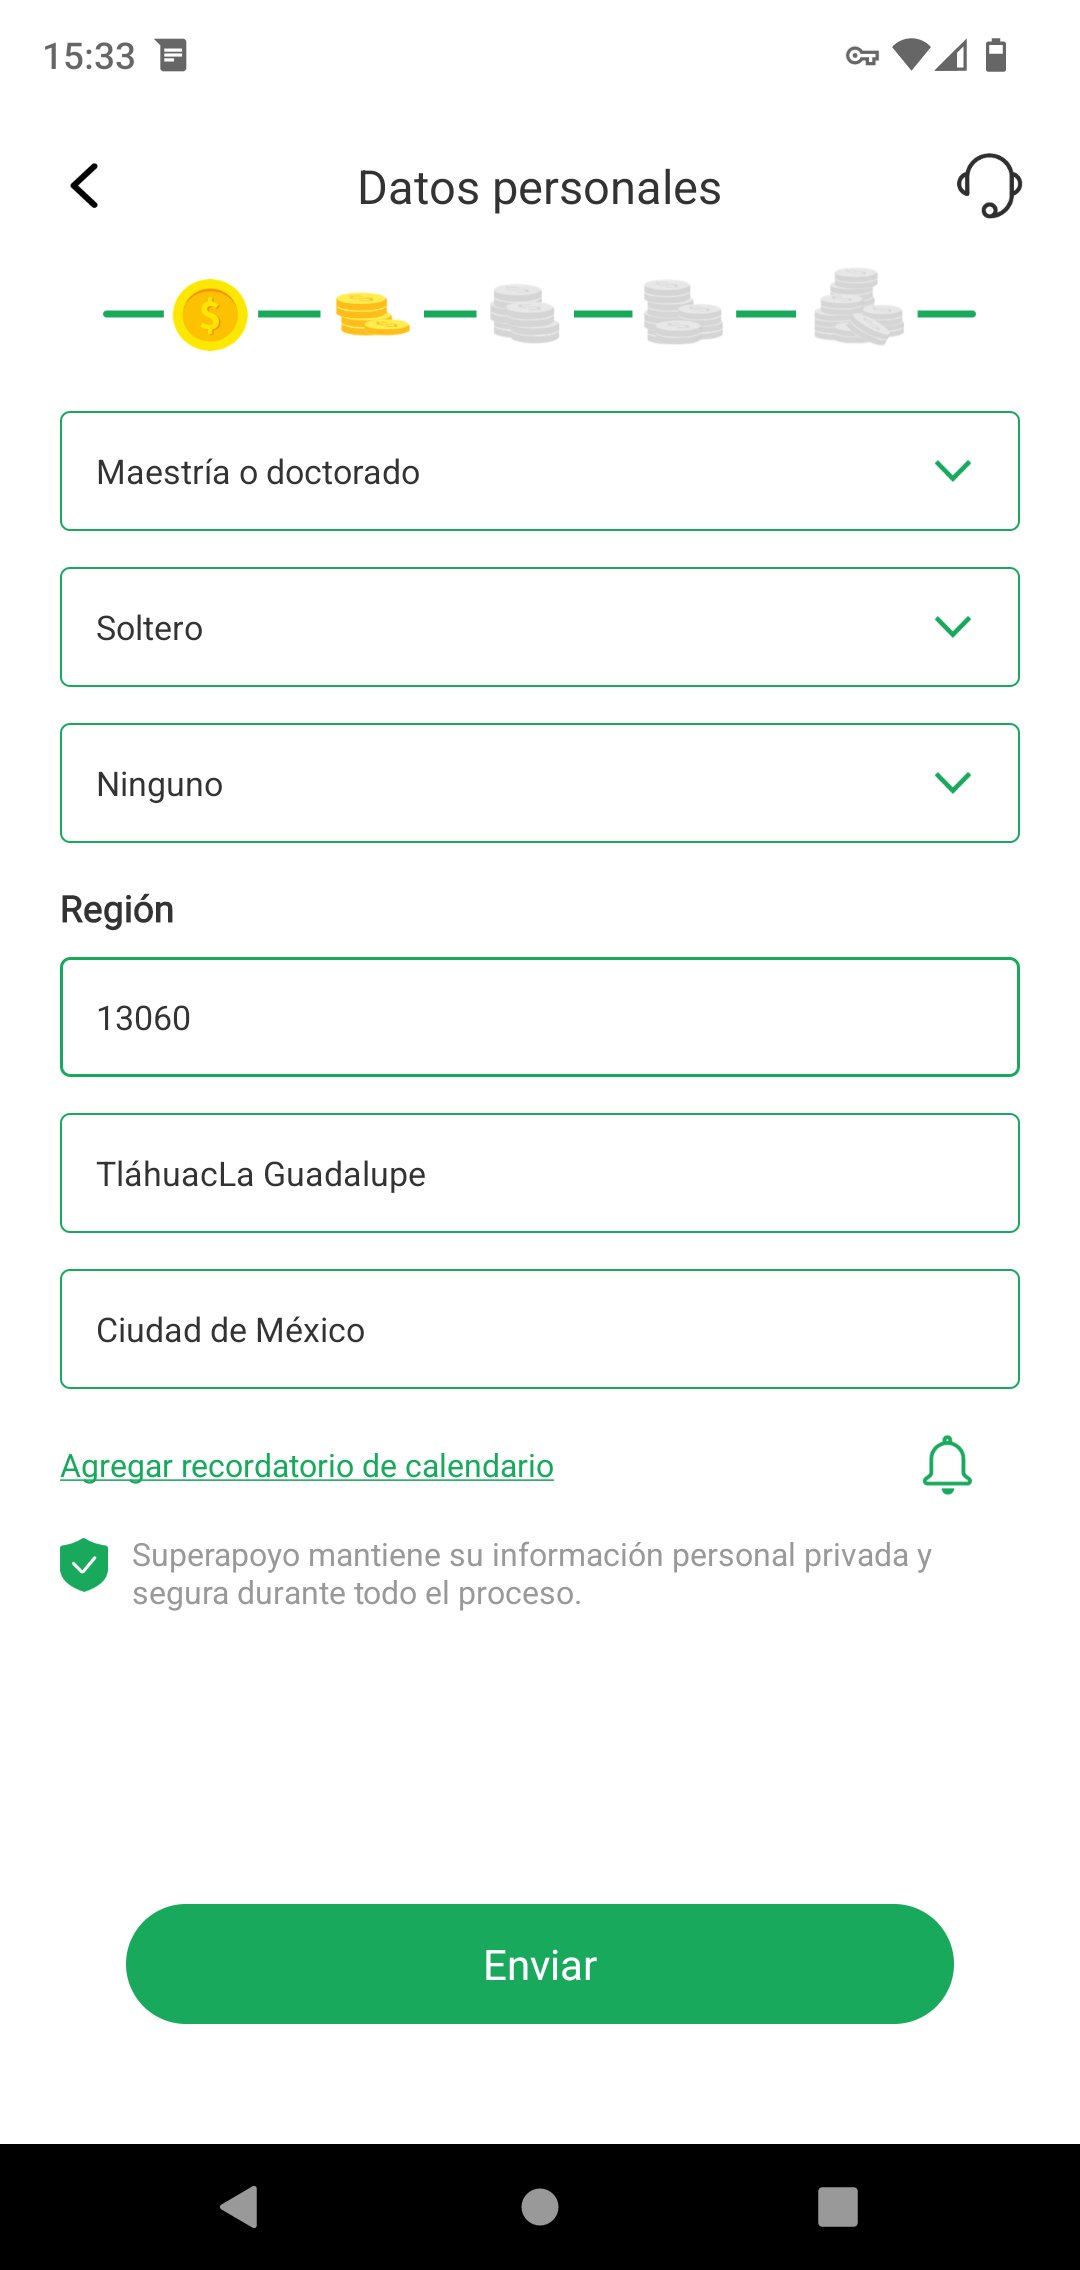 15:33
Datos personales
Maestría o doctorado
Soltero
Ninguno
Región
13060
TláhuacLa Guadalupe
Ciudad de México
Agregar recordatorio de calendario
Superapoyo mantiene su información personal privada y
segura durante todo el proceso.
Enviar